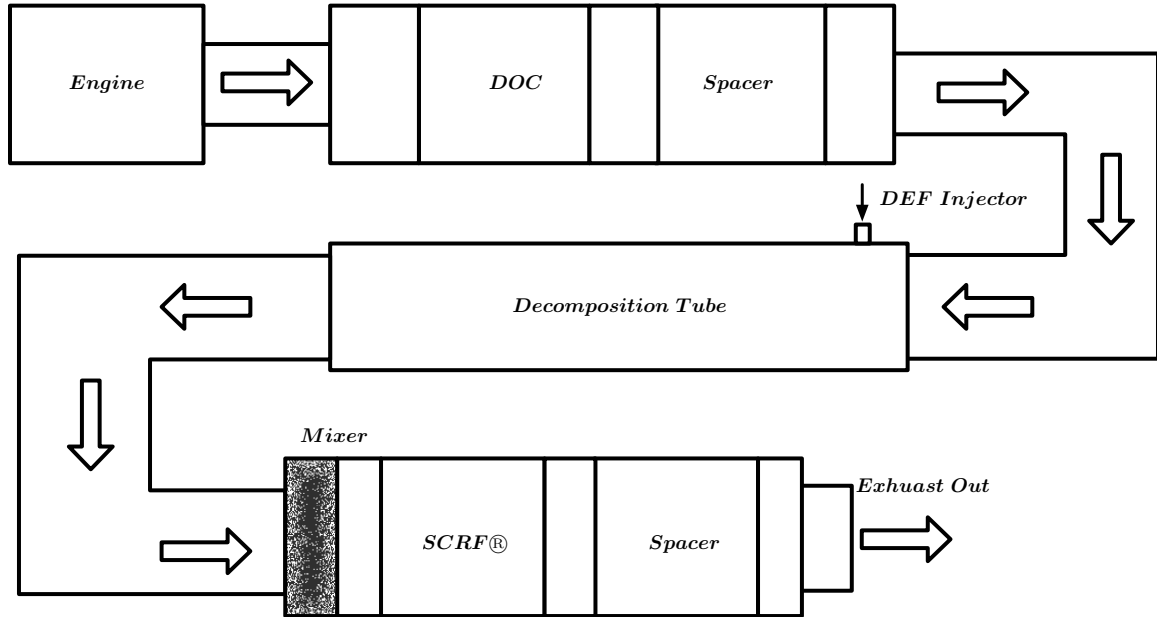 Engine
DOC
Spacer
DEF Injector
Decomposition Tube
Mixer
Exhuast Out
SCRF®
Spacer